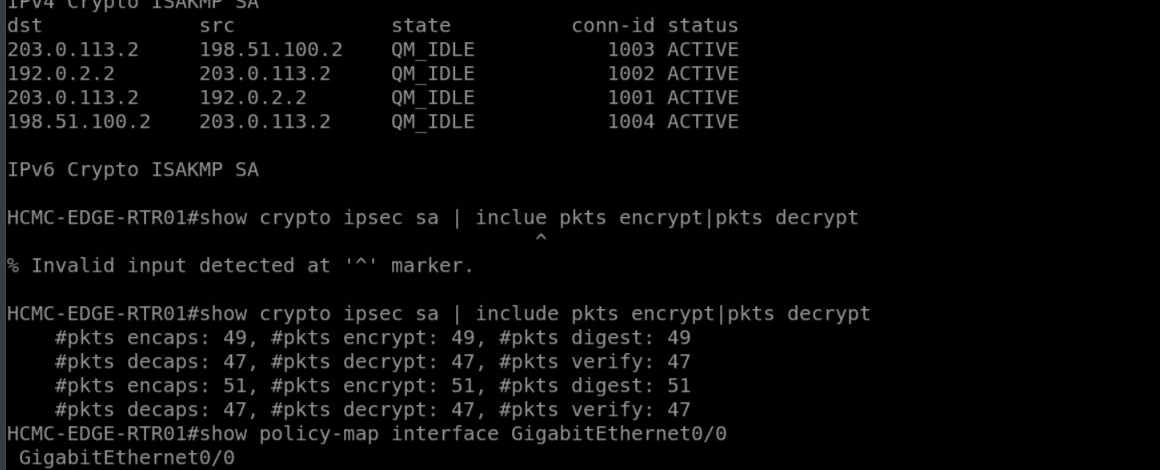 IPv4 Crypto ISAKMP SA
dst             src             state          conn-id status
203.0.113.2     198.51.100.2    QM_IDLE           1003 ACTIVE
192.0.2.2       203.0.113.2     QM_IDLE           1002 ACTIVE
203.0.113.2     192.0.2.2       QM_IDLE           1001 ACTIVE
198.51.100.2    203.0.113.2     QM_IDLE           1004 ACTIVE
IPv6 Crypto ISAKMP SA
HCMC-EDGE-RTR01#show crypto ipsec sa | inclue pkts encrypt|pkts decrypt
                                            ^
% Invalid input detected at '^' marker.
HCMC-EDGE-RTR01#show crypto ipsec sa | include pkts encrypt|pkts decrypt
    #pkts encaps: 49, #pkts encrypt: 49, #pkts digest: 49
    #pkts decaps: 47, #pkts decrypt: 47, #pkts verify: 47
    #pkts encaps: 51, #pkts encrypt: 51, #pkts digest: 51
    #pkts decaps: 47, #pkts decrypt: 47, #pkts verify: 47
HCMC-EDGE-RTR01#show policy-map interface GigabitEthernet0/0
 GigabitEthernet0/0